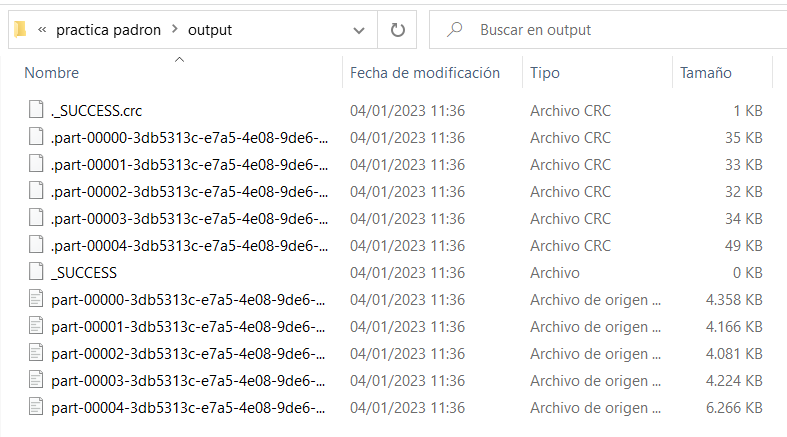 « practica padron > output
Buscar en output
Nombre Fecha de modificación Tipo Tamaño
._SUCCESS.crc 04/01/2023 11:36 Archivo CRC 1 KB
.part-00000-3db5313c-e7a5-4e08-9de6-... 04/01/2023 11:36 Archivo CRC 35 KB
.part-00001-3db5313c-e7a5-4e08-9de6-... 04/01/2023 11:36 Archivo CRC 33 KB
.part-00002-3db5313c-e7a5-4e08-9de6-... 04/01/2023 11:36 Archivo CRC 32 KB
.part-00003-3db5313c-e7a5-4e08-9de6-... 04/01/2023 11:36 Archivo CRC 34 KB
.part-00004-3db5313c-e7a5-4e08-9de6-... 04/01/2023 11:36 Archivo CRC 49 KB
_SUCCESS 04/01/2023 11:36 Archivo 0 KB
part-00000-3db5313c-e7a5-4e08-9de6-... 04/01/2023 11:36 Archivo de origen ... 4.358 KB
part-00001-3db5313c-e7a5-4e08-9de6-... 04/01/2023 11:36 Archivo de origen ... 4.166 KB
part-00002-3db5313c-e7a5-4e08-9de6-... 04/01/2023 11:36 Archivo de origen ... 4.081 KB
part-00003-3db5313c-e7a5-4e08-9de6-... 04/01/2023 11:36 Archivo de origen ... 4.224 KB
part-00004-3db5313c-e7a5-4e08-9de6-... 04/01/2023 11:36 Archivo de origen ... 6.266 KB